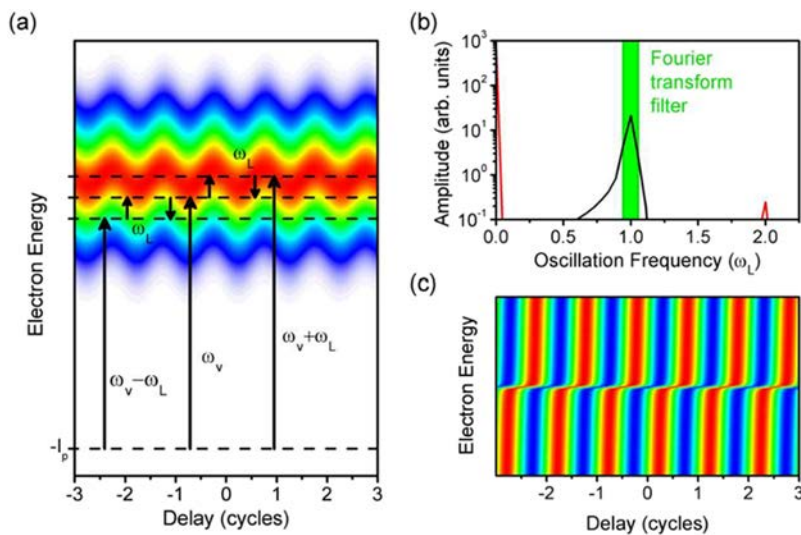 (a)
Electron Energy
ω_L
ω_L
ω_v–ω_L
ω_v
ω_v+ω_L
-I_p
-3 -2 -1 0 1 2 3
Delay (cycles)
(b)
Amplitude (arb. units)
10^3
10^2
10^1
10^0
10^-1
Fourier
transform
filter
0.0 0.5 1.0 1.5 2.0
Oscillation Frequency (ω_L)
(c)
Electron Energy
-2 -1 0 1 2 3
Delay (cycles)